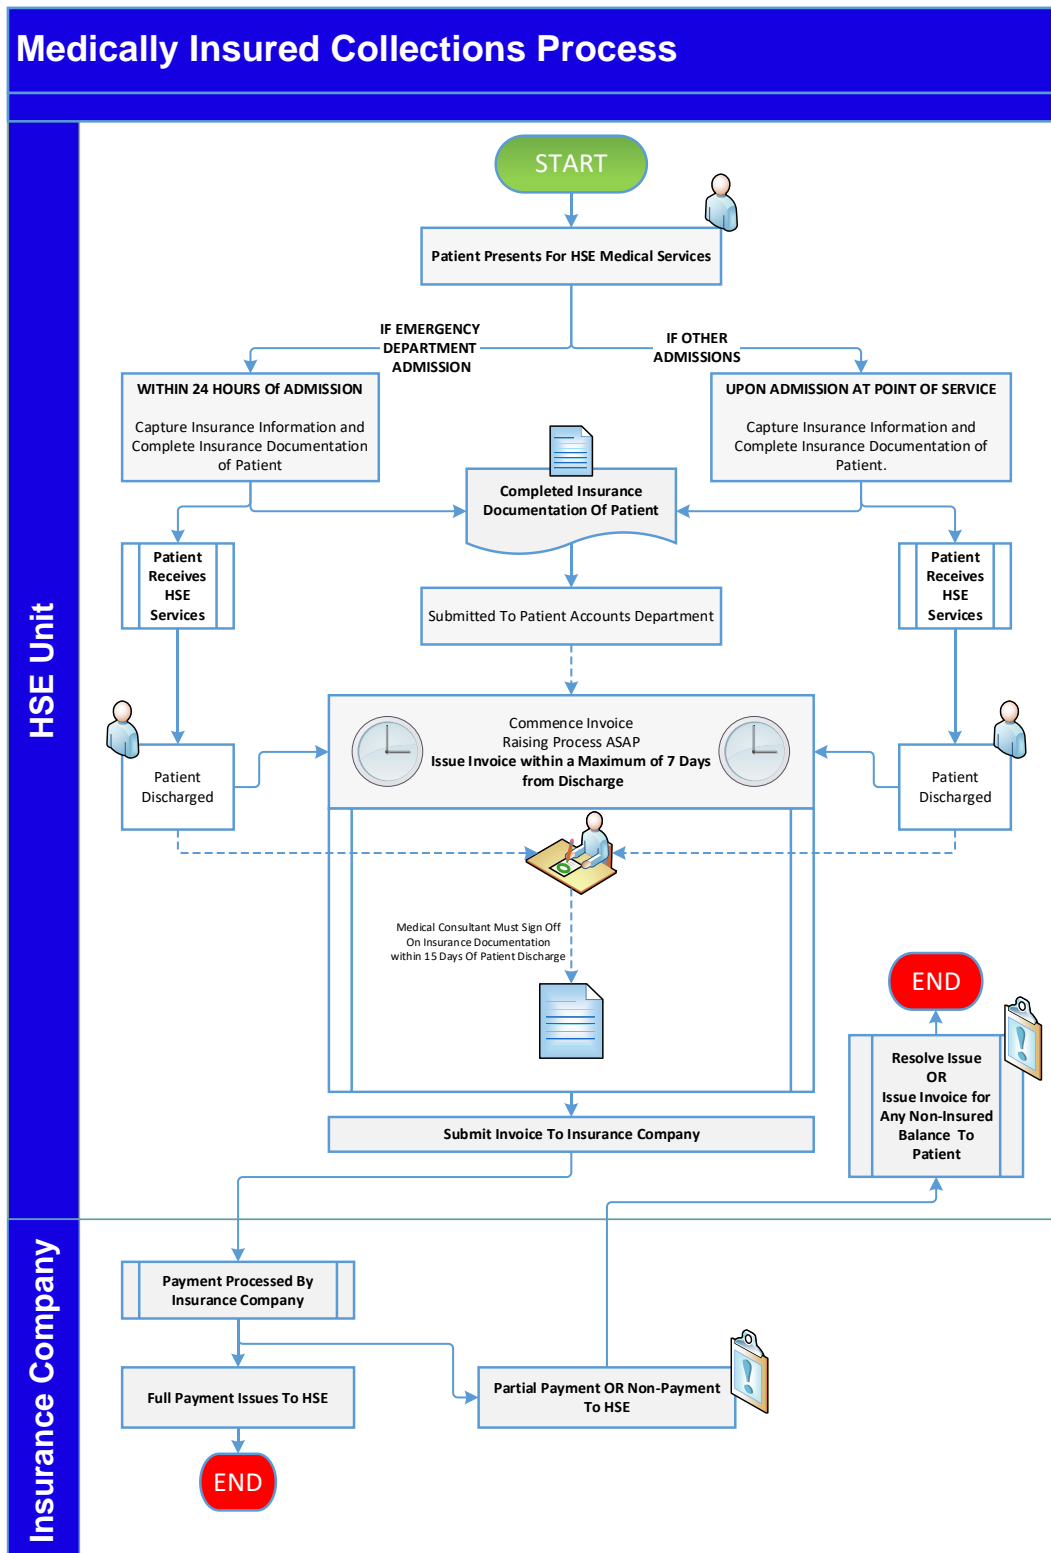 Medically Insured Collections Process
HSE Unit
START
Patient Presents For HSE Medical Services
IF EMERGENCY
DEPARTMENT
ADMISSION
IF OTHER
ADMISSIONS
WITHIN 24 HOURS Of ADMISSION
Capture Insurance Information and
Complete Insurance Documentation
of Patient
UPON ADMISSION AT POINT OF SERVICE
Capture Insurance Information and
Complete Insurance Documentation of
Patient.
Completed Insurance
Documentation Of Patient
Patient
Receives
HSE
Services
Patient
Receives
HSE
Services
Submitted To Patient Accounts Department
Commence Invoice
Raising Process ASAP
Issue Invoice within a Maximum of 7 Days
from Discharge
Patient
Discharged
Patient
Discharged
Medical Consultant Must Sign Off
On Insurance Documentation
within 15 Days Of Patient Discharge
END
Resolve Issue
OR
Issue Invoice for
Any Non-Insured
Balance To
Patient
Submit Invoice To Insurance Company
Insurance Company
Payment Processed By
Insurance Company
Full Payment Issues To HSE
Partial Payment OR Non-Payment
To HSE
END